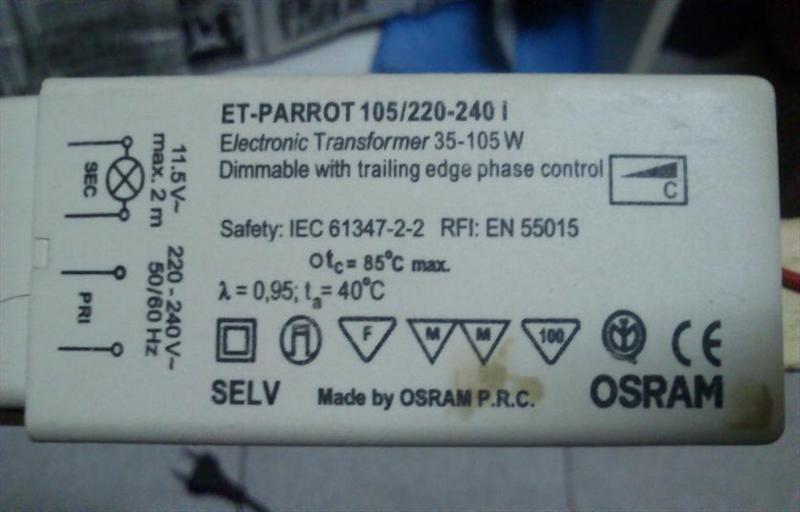 ET-PARROT 105/220-240 i
Electronic Transformer 35-105 W
Dimmable with trailing edge phase control
C
Safety: IEC 61347-2-2 RFI: EN 55015
tc = 85°C max.
λ = 0,95; ta = 40°C
F M M 100 CE
SELV Made by OSRAM P.R.C. OSRAM
11.5V~
max. 2 m
SEC
220-240V~
50/60 Hz
PRI